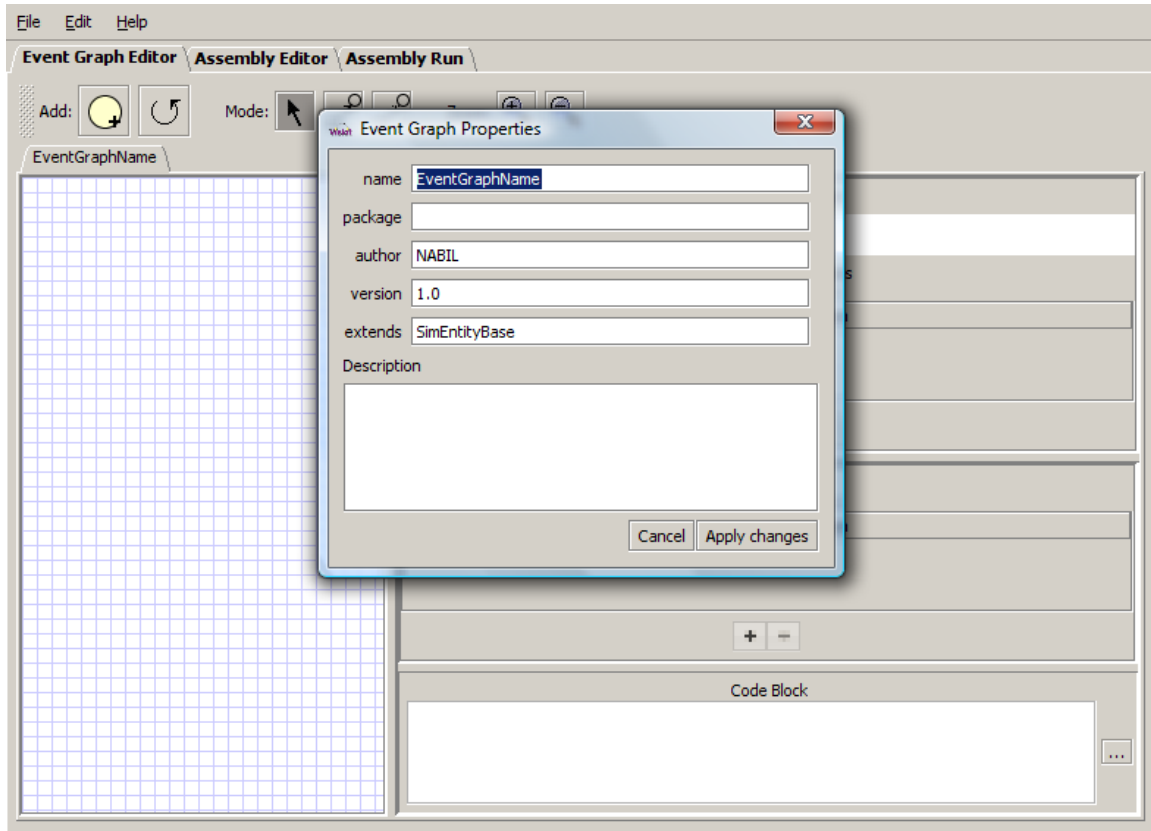 File Edit Help
Event Graph Editor Assembly Editor Assembly Run
Add: Mode:
Event Graph Properties
EventGraphName
name EventGraphName
package
author NABIL
version 1.0
extends SimEntityBase
Description
Cancel Apply changes
+ -
Code Block
...